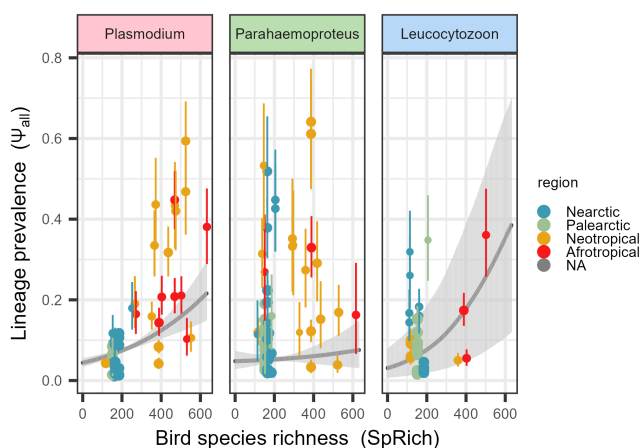 Plasmodium Parahaemoproteus Leucocytozoon
Lineage prevalence (Ψall)
0.8
0.6
0.4
0.2
0.0
0 200 400 600 0 200 400 600 0 200 400 600
Bird species richness (SpRich)
region
Nearctic
Palearctic
Neotropical
Afrotropical
NA